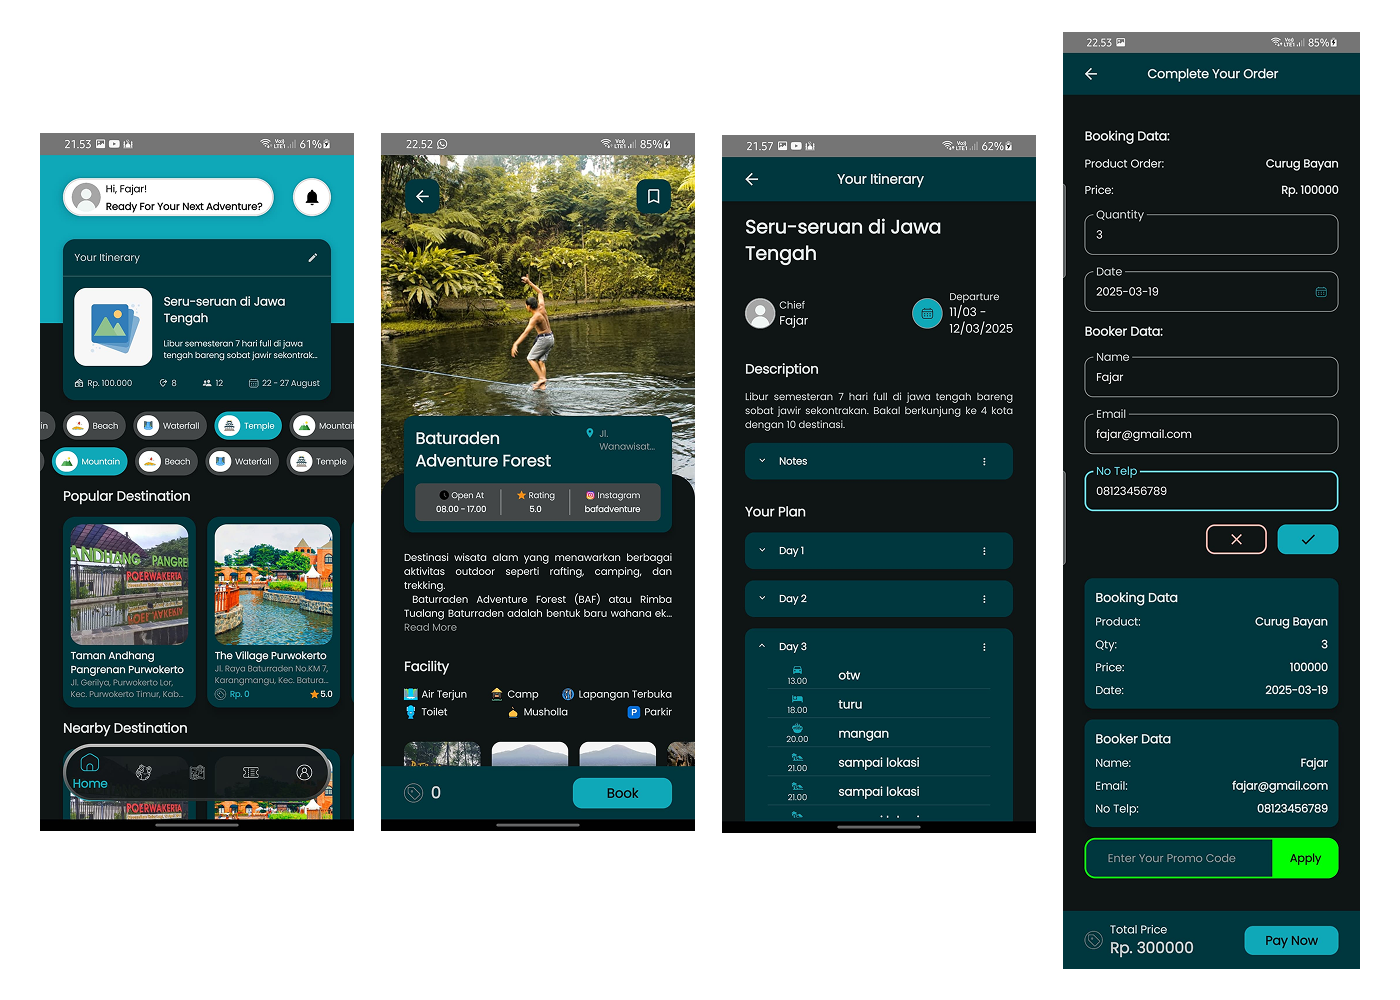 21.53
61%
Hi, Fajar!
Ready For Your Next Adventure?
Your Itinerary
Seru-seruan di Jawa
Tengah
Libur semesteran 7 hari full di jawa
tengah bareng sobat jawir sekontrak...
Rp. 100.000
8
12
22 - 27 August
in
Beach
Waterfall
Temple
Mountain
Mountain
Beach
Waterfall
Temple
Popular Destination
ANDHANG PANGRE
POERWAKERTA
Taman Andhang
Pangrenan Purwokerto
Jl. Gerilya, Purwokerto Lor,
Kec. Purwokerto Timur, Kab...
The Village Purwokerto
Jl. Raya Baturraden No.KM 7,
Karangmangu, Kec. Batura...
Rp. 0
5.0
Nearby Destination
Home
POERWAKERTA
22.52
85%
Baturaden
Adventure Forest
Jl.
Wanawisat...
Open At
08.00 - 17.00
Rating
5.0
Instagram
bafadventure
Destinasi wisata alam yang menawarkan berbagai
aktivitas outdoor seperti rafting, camping, dan
trekking.
Baturraden Adventure Forest (BAF) atau Rimba
Tualang Baturraden adalah bentuk baru wahana ek...
Read More
Facility
Air Terjun
Camp
Lapangan Terbuka
Toilet
Musholla
P Parkir
0
Book
21.57
62%
Your Itinerary
Seru-seruan di Jawa
Tengah
Chief
Fajar
Departure
11/03 -
12/03/2025
Description
Libur semesteran 7 hari full di jawa tengah bareng
sobat jawir sekontrakan. Bakal berkunjung ke 4 kota
dengan 10 destinasi.
Notes
Your Plan
Day 1
Day 2
Day 3
13.00
otw
18.00
turu
20.00
mangan
21.00
sampai lokasi
21.00
sampai lokasi
22.53
85%
Complete Your Order
Booking Data:
Product Order:
Curug Bayan
Price:
Rp. 100000
Quantity
3
Date
2025-03-19
Booker Data:
Name
Fajar
Email
fajar@gmail.com
No Telp
08123456789
Booking Data
Product:
Curug Bayan
Qty:
3
Price:
100000
Date:
2025-03-19
Booker Data
Name:
Fajar
Email:
fajar@gmail.com
No Telp:
08123456789
Enter Your Promo Code
Apply
Total Price
Rp. 300000
Pay Now